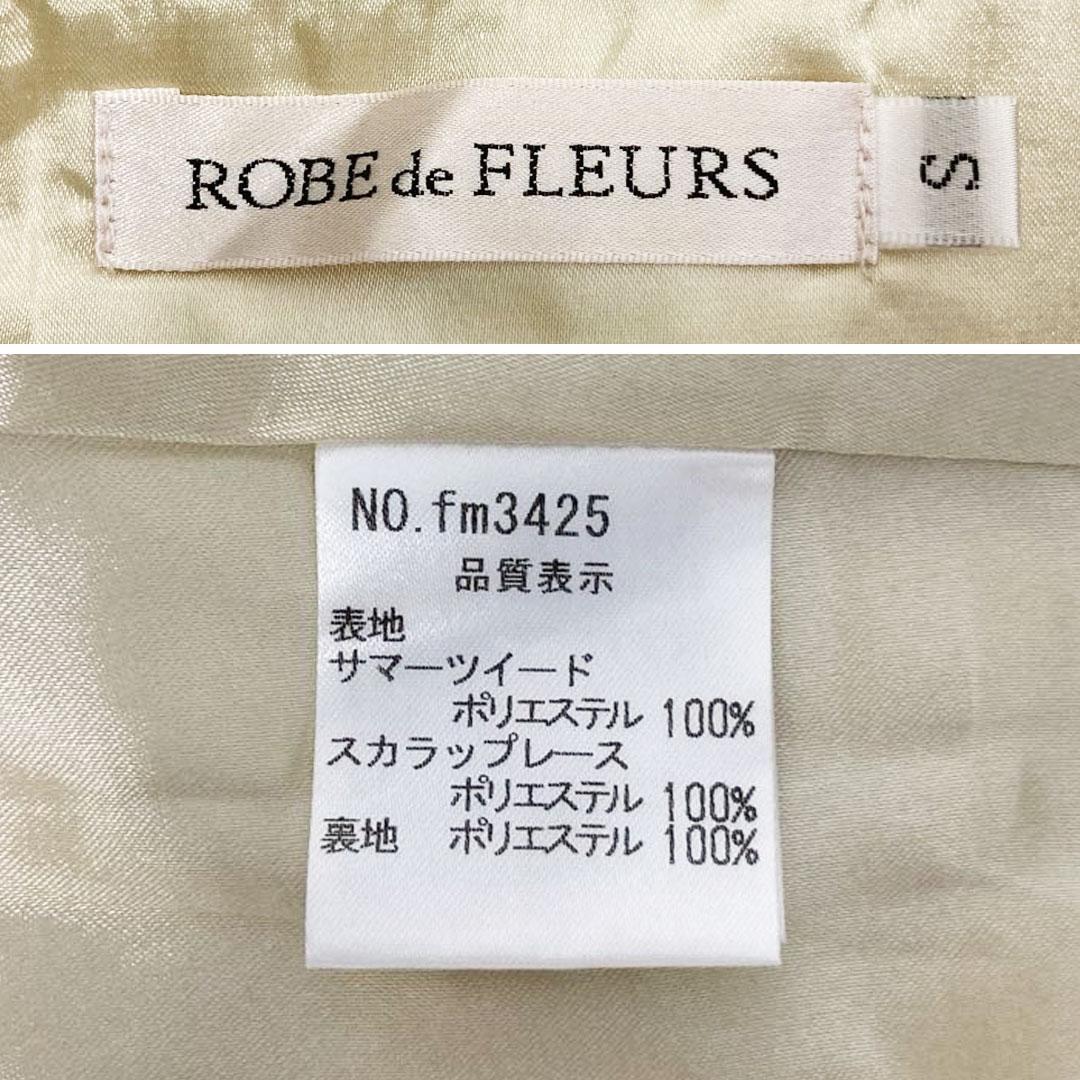 ROBE de FLEURS
S
NO.fm3425
品質表示
表地
サマーツイード
ポリエステル 100%
スカラップレース
ポリエステル 100%
裏地 ポリエステル 100%